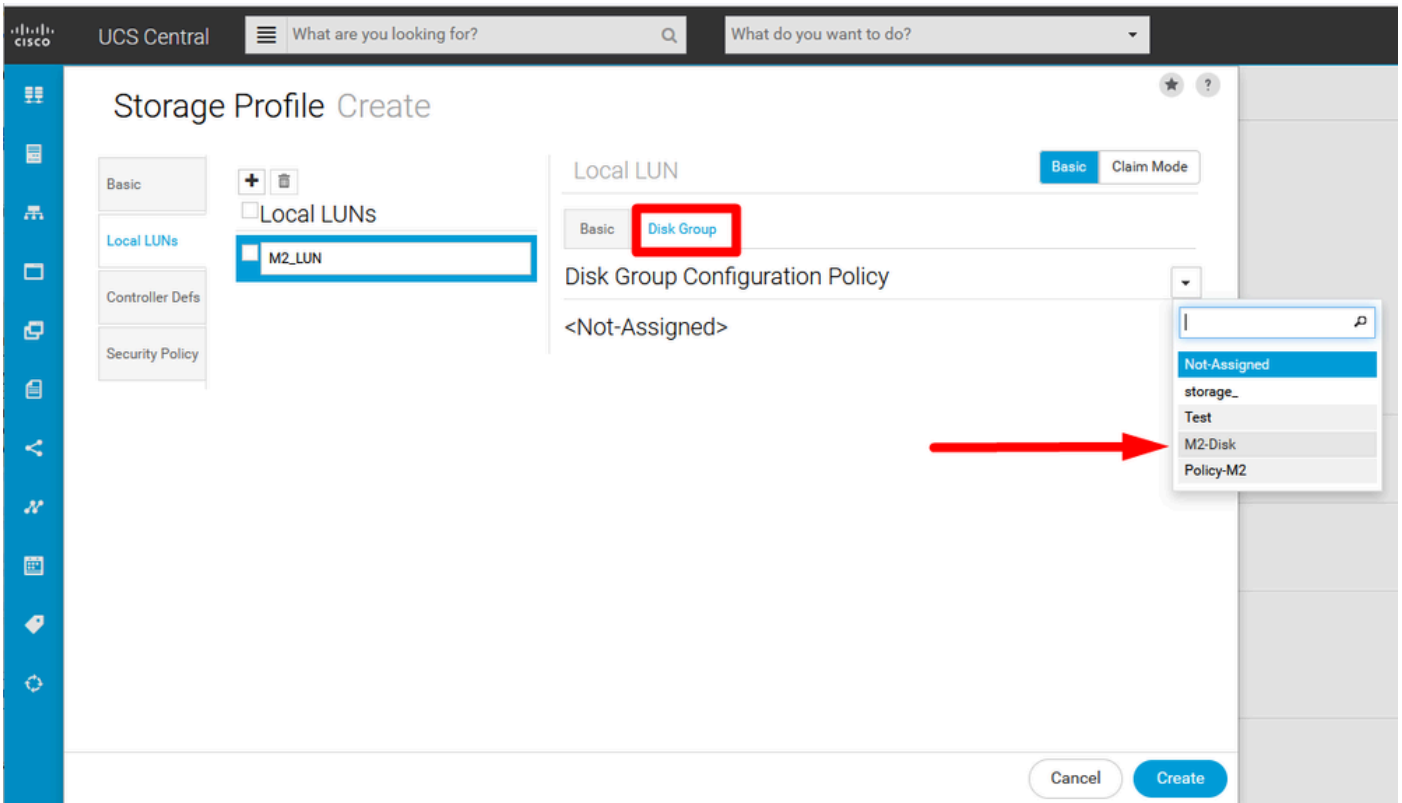 cisco
UCS Central
What are you looking for?
What do you want to do?
Storage Profile Create
?
Basic
Local LUNs
Controller Defs
Security Policy
Local LUNs
M2_LUN
Local LUN
Basic
Claim Mode
Basic
Disk Group
Disk Group Configuration Policy
<Not-Assigned>
Not-Assigned
storage_
Test
M2-Disk
Policy-M2
Cancel
Create